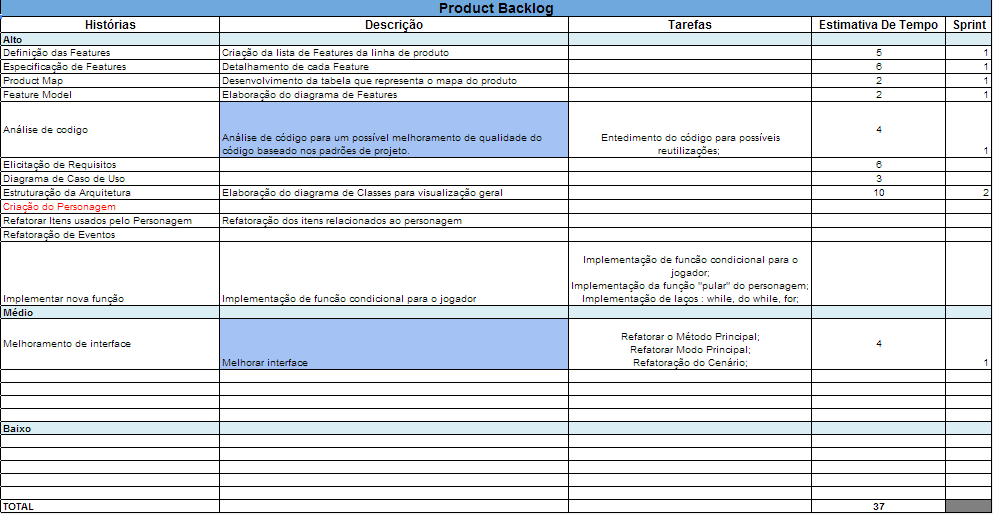 Product Backlog
Histórias Descrição Tarefas Estimativa De Tempo Sprint
Alto
Definição das Features Criação da lista de Features da linha de produto 5 1
Especificação de Features Detalhamento de cada Feature 6 1
Product Map Desenvolvimento da tabela que representa o mapa do produto 2 1
Feature Model Elaboração do diagrama de Features 2 1
Análise de codigo 4
Análise de código para um possível melhoramento de qualidade do Entedimento do código para possíveis
código baseado nos padrões de projeto. reutilizações; 1
Elicitação de Requisitos 6
Diagrama de Caso de Uso 3
Estruturação da Arquitetura Elaboração do diagrama de Classes para visualização geral 10 2
Criação do Personagem
Refatorar Itens usados pelo Personagem Refatoração dos itens relacionados ao personagem
Refatoração de Eventos
Implementação de funcão condicional para o
jogador;
Implementação da função "pular" do personagem;
Implementar nova função Implementação de funcão condicional para o jogador Implementação de laços : while, do while, for;
Médio
Refatorar o Método Principal;
Melhoramento de interface Refatorar Modo Principal; 4
Melhorar interface Refatoração do Cenário; 1
Baixo
TOTAL 37